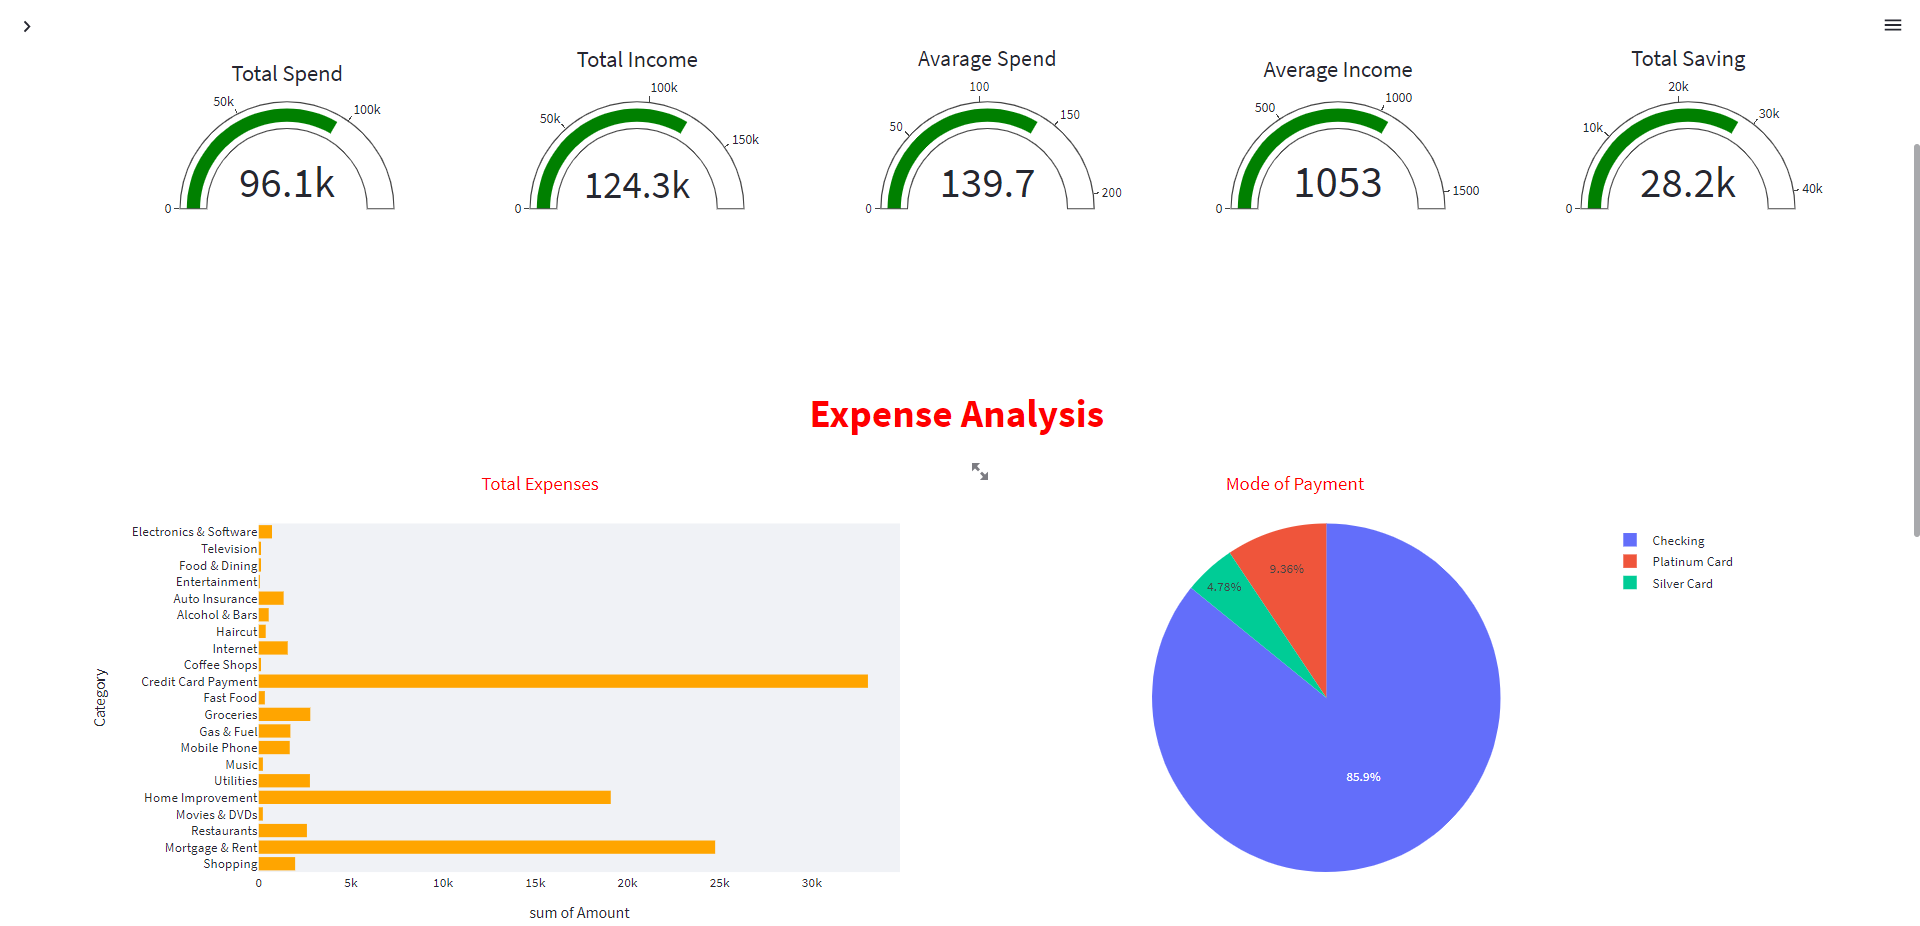 Total Spend
0
50k
100k
96.1k
Total Income
0
50k
100k
150k
124.3k
Avarage Spend
0
50
100
150
200
139.7
Average Income
0
500
1000
1500
1053
Total Saving
0
10k
20k
30k
40k
28.2k
Expense Analysis
Total Expenses
Category
Electronics & Software
Television
Food & Dining
Entertainment
Auto Insurance
Alcohol & Bars
Haircut
Internet
Coffee Shops
Credit Card Payment
Fast Food
Groceries
Gas & Fuel
Mobile Phone
Music
Utilities
Home Improvement
Movies & DVDs
Restaurants
Mortgage & Rent
Shopping
0 5k 10k 15k 20k 25k 30k
sum of Amount
Mode of Payment
9.36%
4.78%
85.9%
Checking
Platinum Card
Silver Card